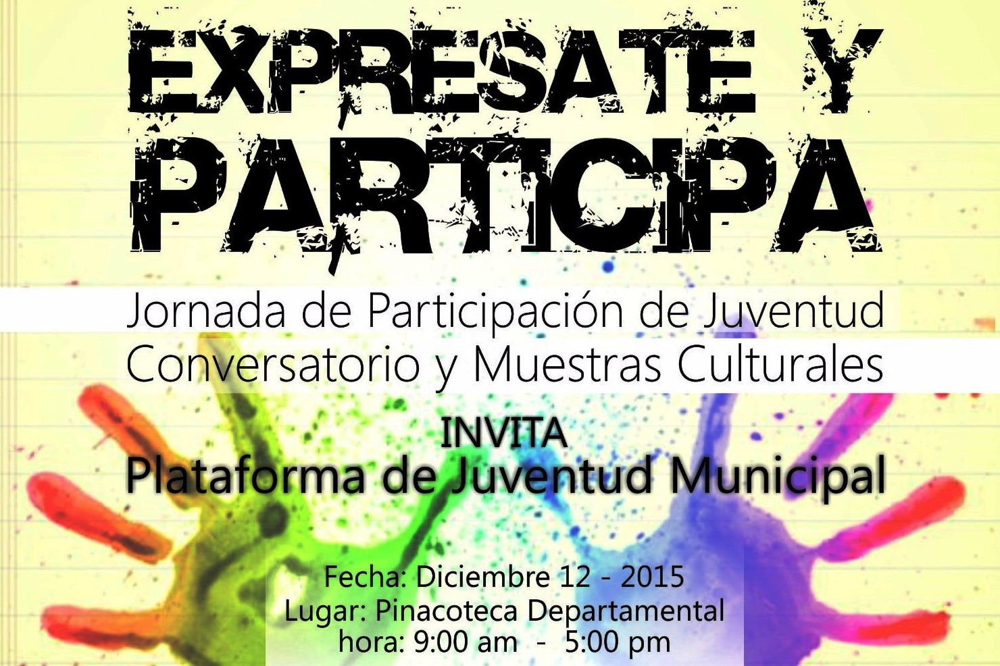 EXPRESATE Y
PARTICIPA
Jornada de Participación de Juventud
Conversatorio y Muestras Culturales
INVITA
Plataforma de Juventud Municipal
Fecha: Diciembre 12 - 2015
Lugar: Pinacoteca Departamental
hora: 9:00 am - 5:00 pm